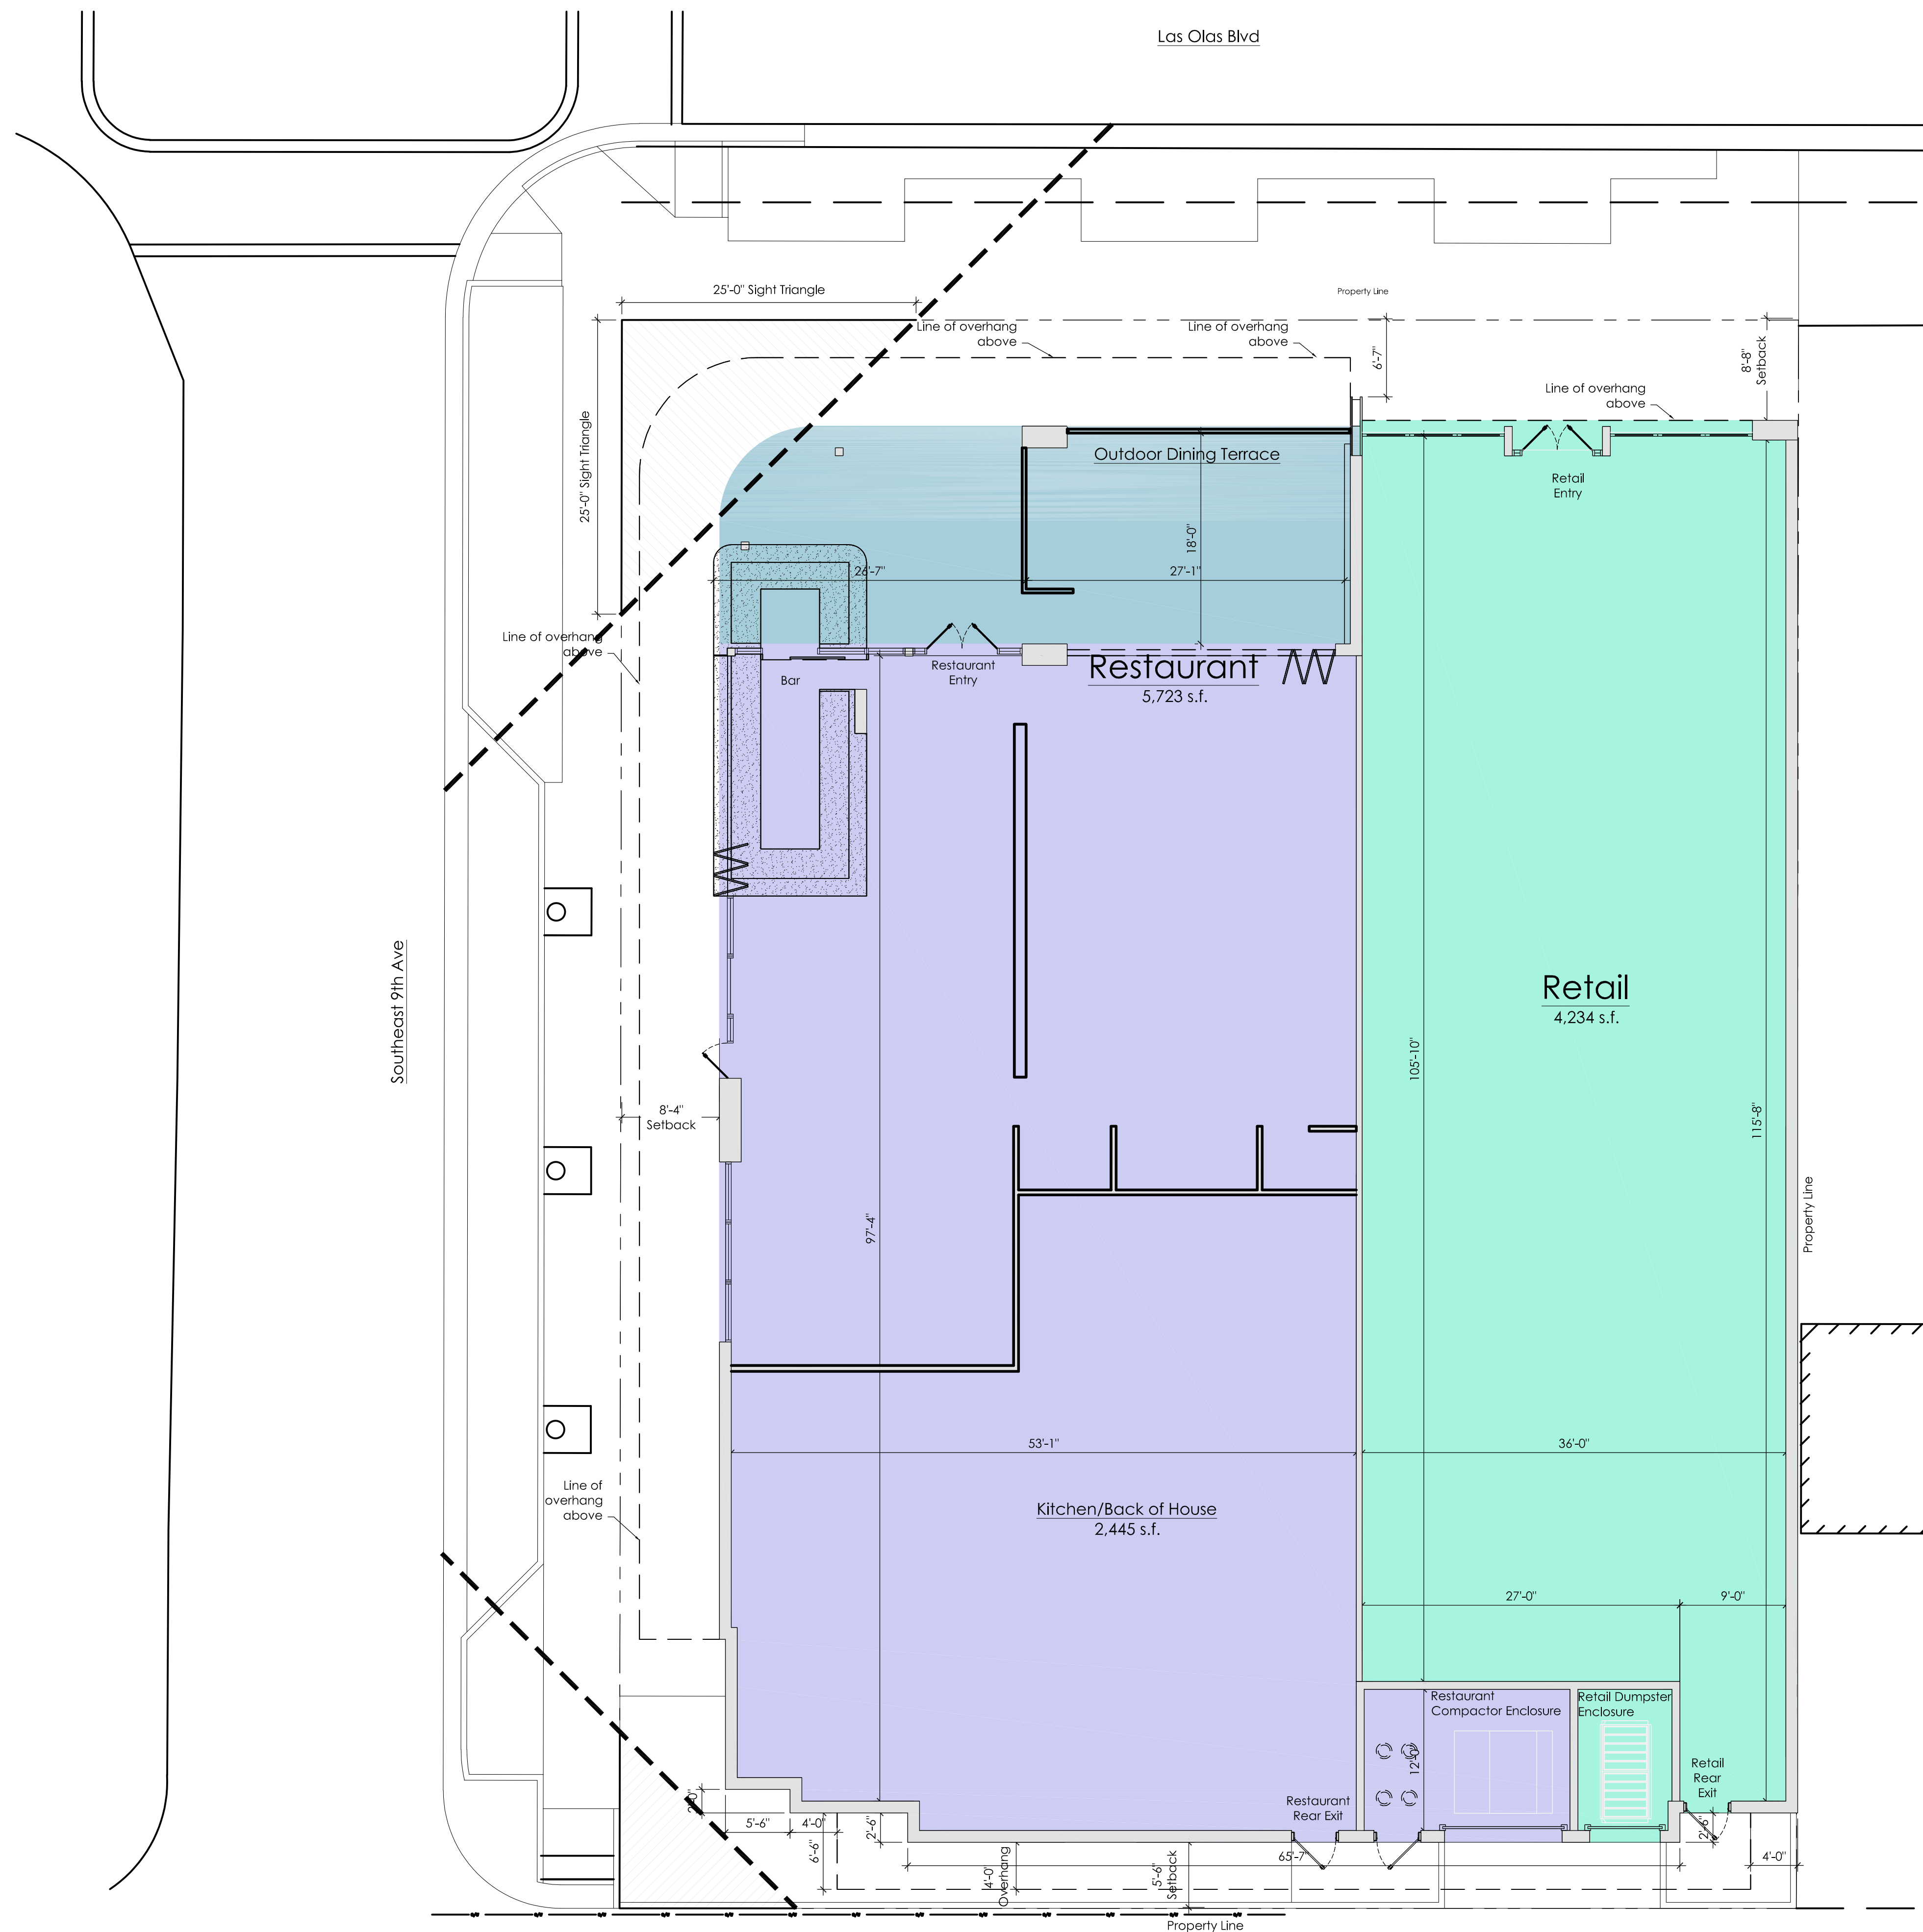 Las Olas Blvd
25'-0" Sight Triangle
Property Line
Line of overhang
above
Line of overhang
above
6'-7"
8'-8"
Setback
Line of overhang
above
25'-0" Sight Triangle
Outdoor Dining Terrace
Retail
Entry
18'-0"
26'-7"
27'-1"
Line of overhang
above
Bar
Restaurant
Entry
Restaurant
5,723 s.f.
Southeast 9th Ave
Retail
4,234 s.f.
105'-10"
115'-8"
8'-4"
Setback
97'-4"
Property Line
53'-1"
36'-0"
Line of
overhang
above
Kitchen/Back of House
2,445 s.f.
27'-0"
9'-0"
Restaurant
Compactor Enclosure
Retail Dumpster
Enclosure
12'-0"
Retail
Rear
Exit
2'-0"
Restaurant
Rear Exit
5'-6"
4'-0"
2'-6"
6'-6"
2'-6"
65'-7"
4'-0"
4'-0"
Overhang
5'-6"
Setback
Property Line